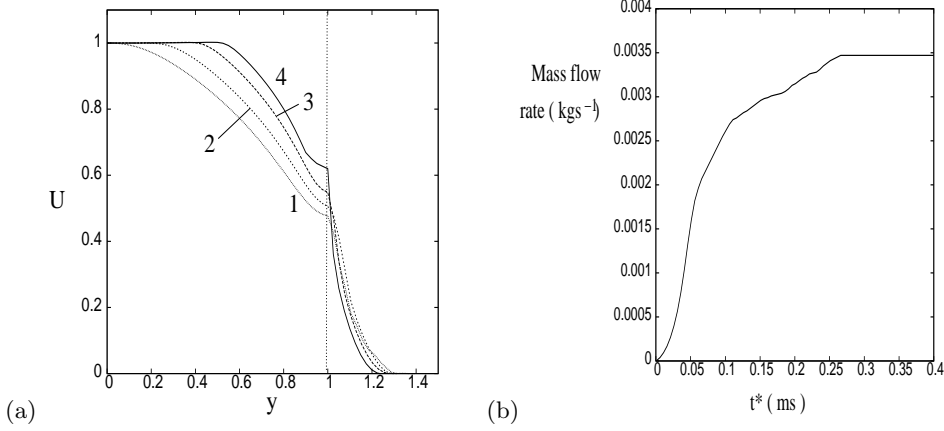 1
0.8
0.6
0.4
0.2
0
U
4
3
2
1
0 0.2 0.4 0.6 0.8 1 1.2 1.4
y
(a)
0.004
0.0035
0.003
0.0025
0.002
0.0015
0.001
0.0005
0
Mass flow
rate ( kgs⁻¹)
0 0.05 0.1 0.15 0.2 0.25 0.3 0.35 0.4
t* ( ms )
(b)